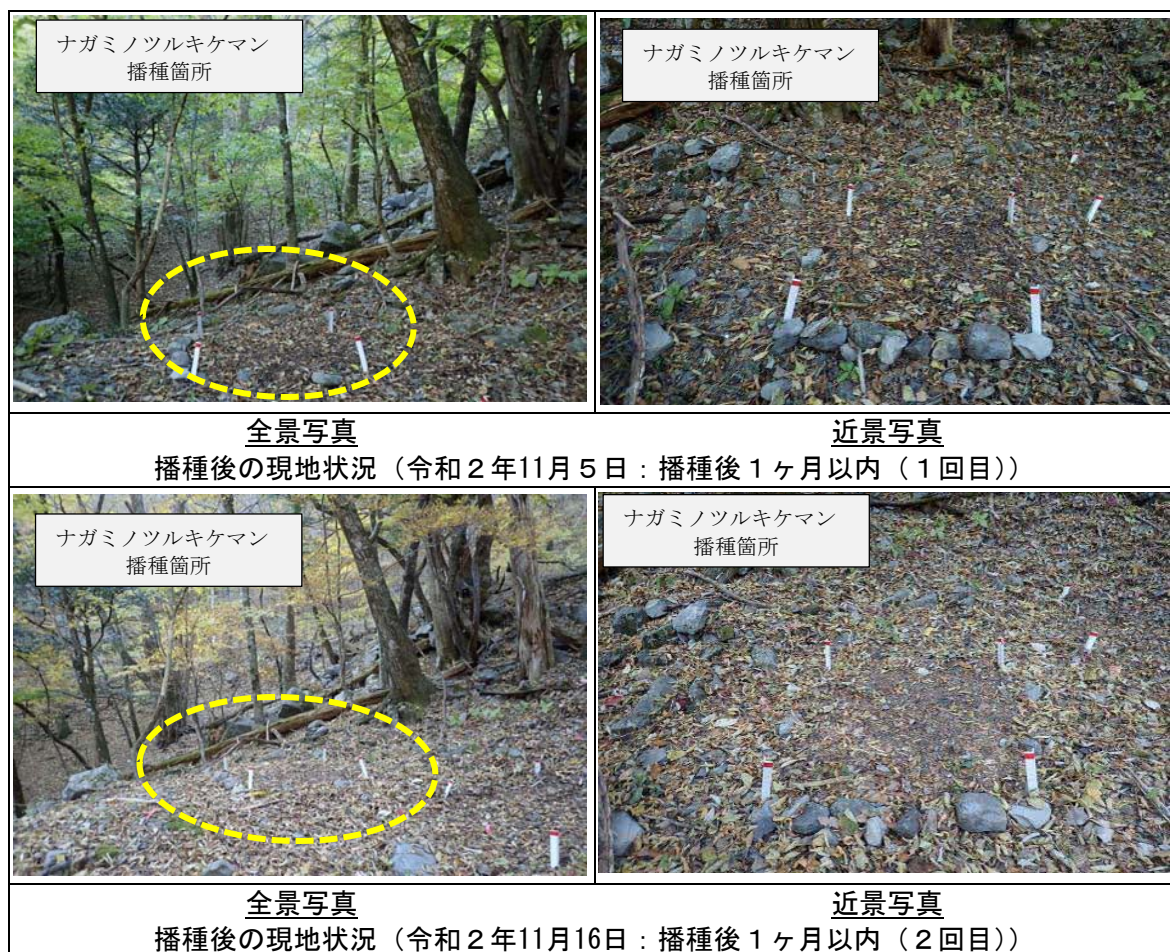 ナガミノツルキケマン
播種箇所
ナガミノツルキケマン
播種箇所
全景写真
近景写真
播種後の現地状況（令和２年11月５日：播種後１ヶ月以内（１回目））
ナガミノツルキケマン
播種箇所
ナガミノツルキケマン
播種箇所
全景写真
近景写真
播種後の現地状況（令和２年11月16日：播種後１ヶ月以内（２回目））